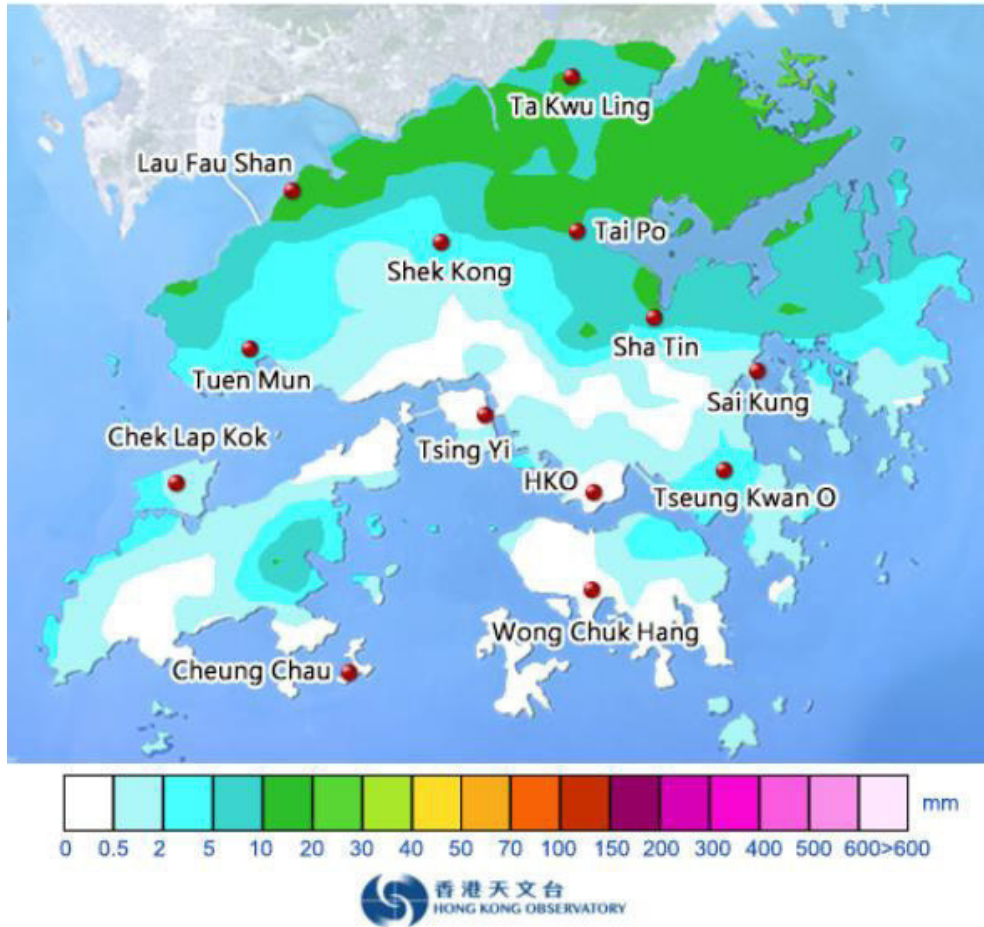 Ta Kwu Ling
Lau Fau Shan
Tai Po
Shek Kong
Sha Tin
Tuen Mun
Sai Kung
Chek Lap Kok
Tsing Yi
HKO
Tseung Kwan O
Wong Chuk Hang
Cheung Chau
mm
0 0.5 2 5 10 20 30 40 50 70 100 150 200 300 400 500 600>600
香港天文台
HONG KONG OBSERVATORY